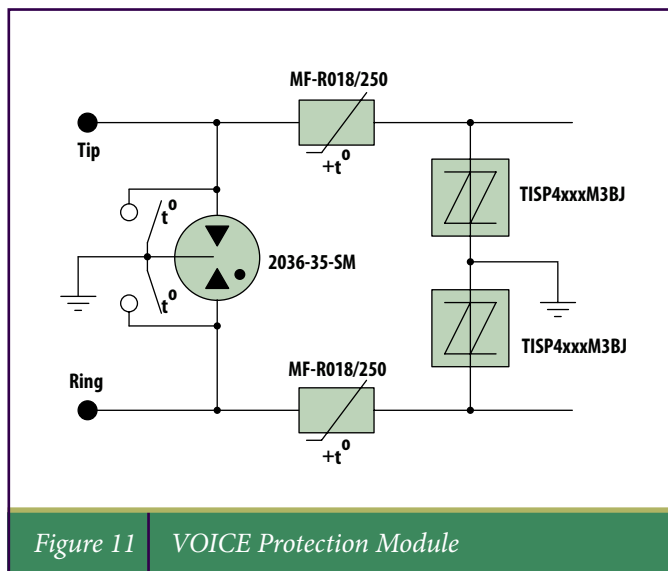 MF-R018/250
+t°
Tip
TISP4xxxM3BJ
t°
2036-35-SM
t°
TISP4xxxM3BJ
Ring
MF-R018/250
+t°
Figure 11 VOICE Protection Module